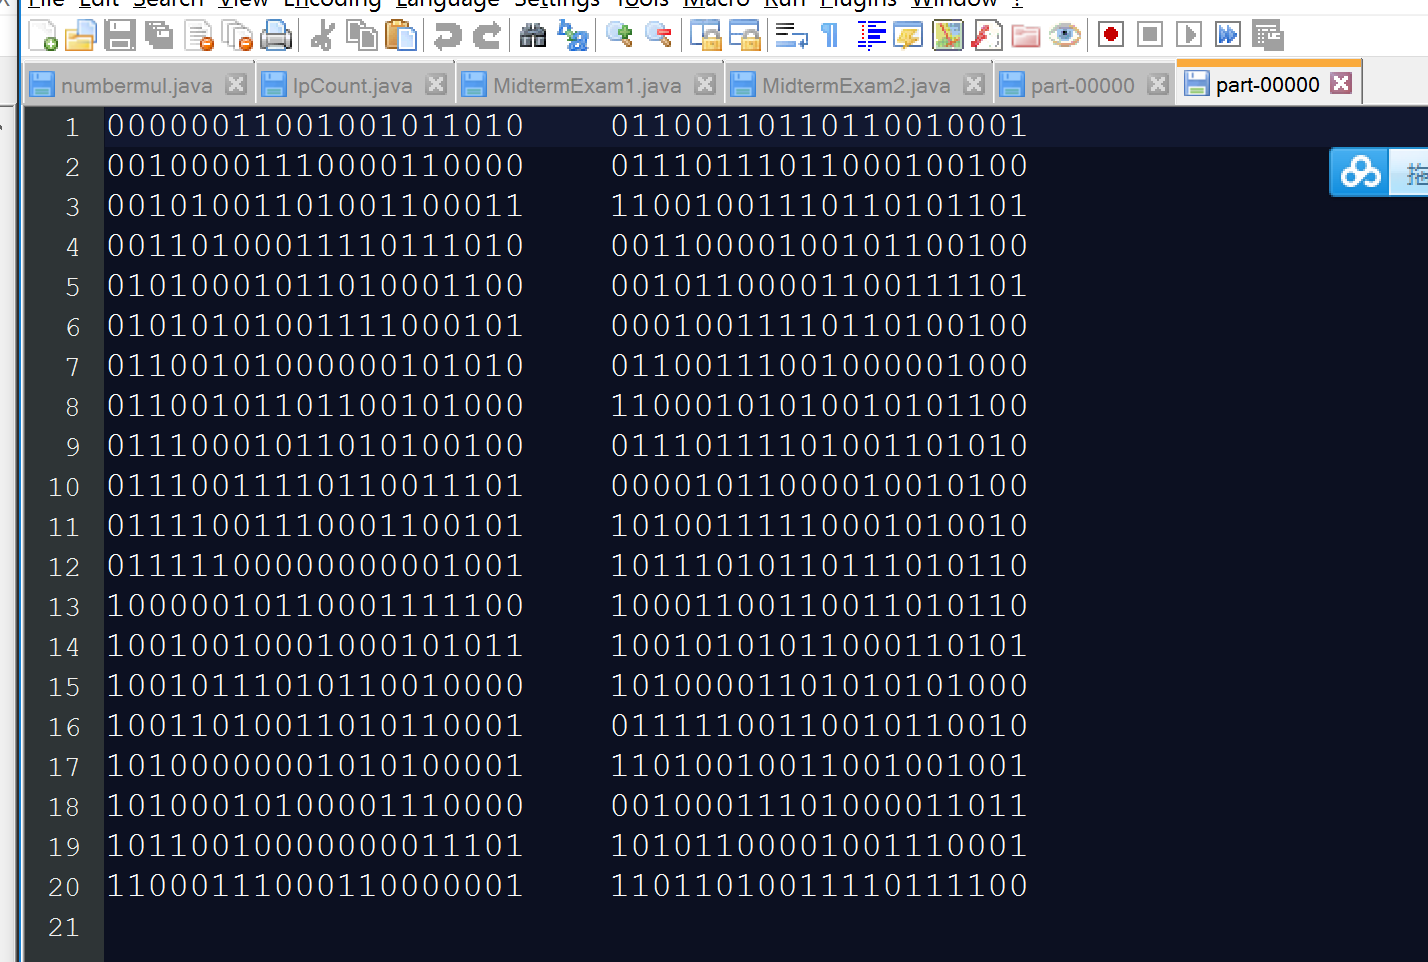 File Edit Search View Encoding Language Settings Tools Macro Run Plugins Window ?
numbermul.java IpCount.java MidtermExam1.java MidtermExam2.java part-00000 part-00000
1 00000011001001011010 01100110110110010001
2 00100001110000110000 01110111011000100100
3 00101001101001100011 11001001110110101101
4 00110100011110111010 00110000100101100100
5 01010001011010001100 00101100001100111101
6 01010101001111000101 00010011110110100100
7 01100101000000101010 01100111001000001000
8 01100101101100101000 11000101010010101100
9 01110001011010100100 01110111101001101010
10 01110011110110011101 00001011000010010100
11 01111001110001100101 10100111110001010010
12 01111100000000001001 10111010110111010110
13 10000010110001111100 10001100110011010110
14 10010010001000101011 10010101011000110101
15 10010111010110010000 10100001101010101000
16 10011010011010110001 01111100110010110010
17 10100000001010100001 11010010011001001001
18 10100010100001110000 00100011101000011011
19 10110010000000011101 10101100001001110001
20 11000111000110000001 11011010011110111100
21
拖